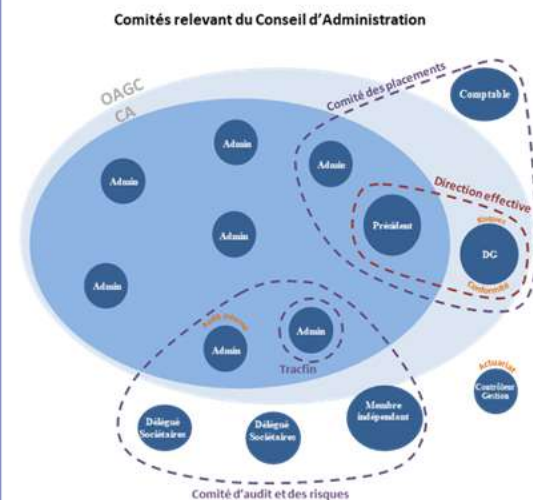 Comités relevant du Conseil d'Administration
OAGC
CA
Comité des placements
Comptable
Admin
Admin
Admin
Direction effective
Risques
Président
DG
Conformité
Admin
Admin
Audit interne
Admin
Admin
Tracfin
Actuariat
Contrôleur
Gestion
Délégué
Sociétaires
Délégué
Sociétaires
Membre
indépendant
Comité d'audit et des risques